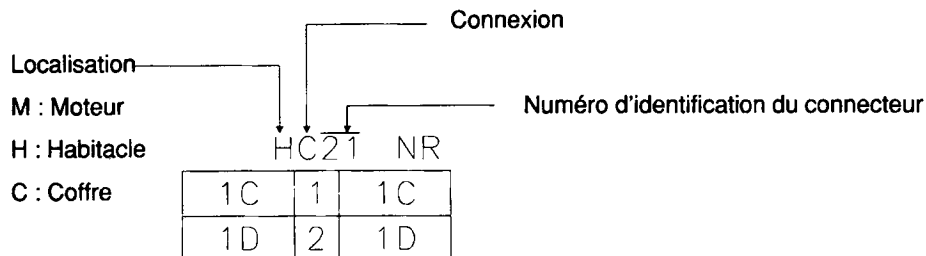 Connexion
Localisation
M : Moteur
Numéro d'identification du connecteur
H : Habitacle
HC21 NR
C : Coffre
1C 1 1C
1D 2 1D